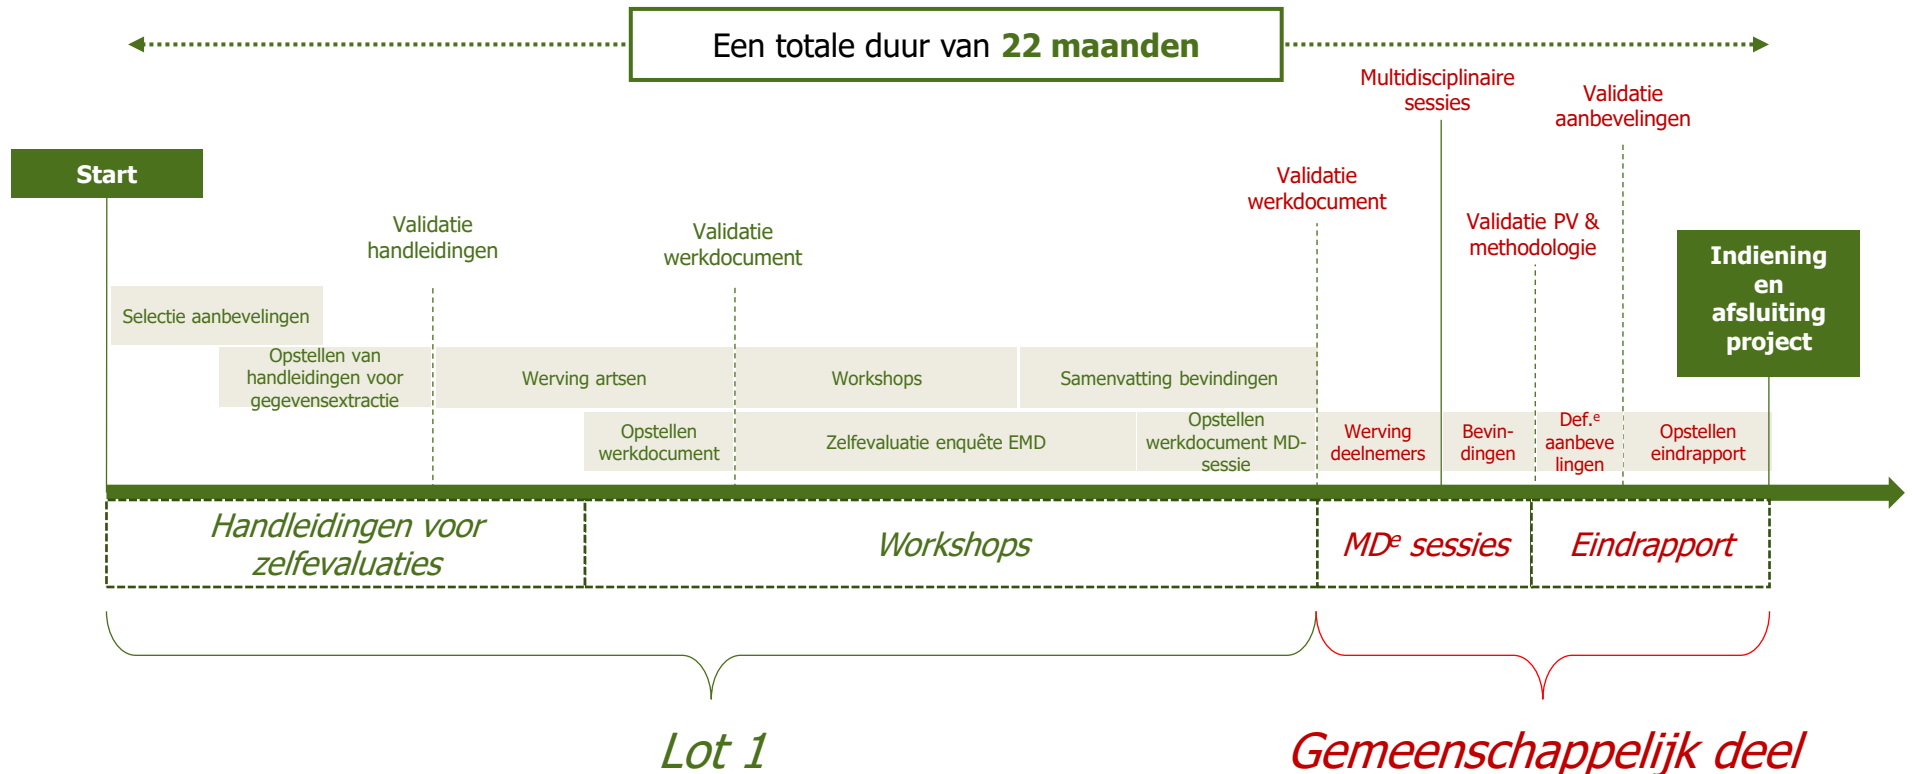 Een totale duur van 22 maanden
Multidisciplinaire
sessies
Validatie
aanbevelingen
Start
Validatie
werkdocument
Validatie
handleidingen
Validatie
werkdocument
Validatie PV &
methodologie
Indiening
en
afsluiting
project
Selectie aanbevelingen
Opstellen van
handleidingen voor
gegevensextractie
Werving artsen
Workshops
Samenvatting bevindingen
Opstellen
werkdocument
Zelfevaluatie enquête EMD
Opstellen
werkdocument MD-
sessie
Werving
deelnemers
Bevin-
dingen
Def.e
aanbeve
lingen
Opstellen
eindrapport
Handleidingen voor
zelfevaluaties
Workshops
MDe sessies
Eindrapport
Lot 1
Gemeenschappelijk deel